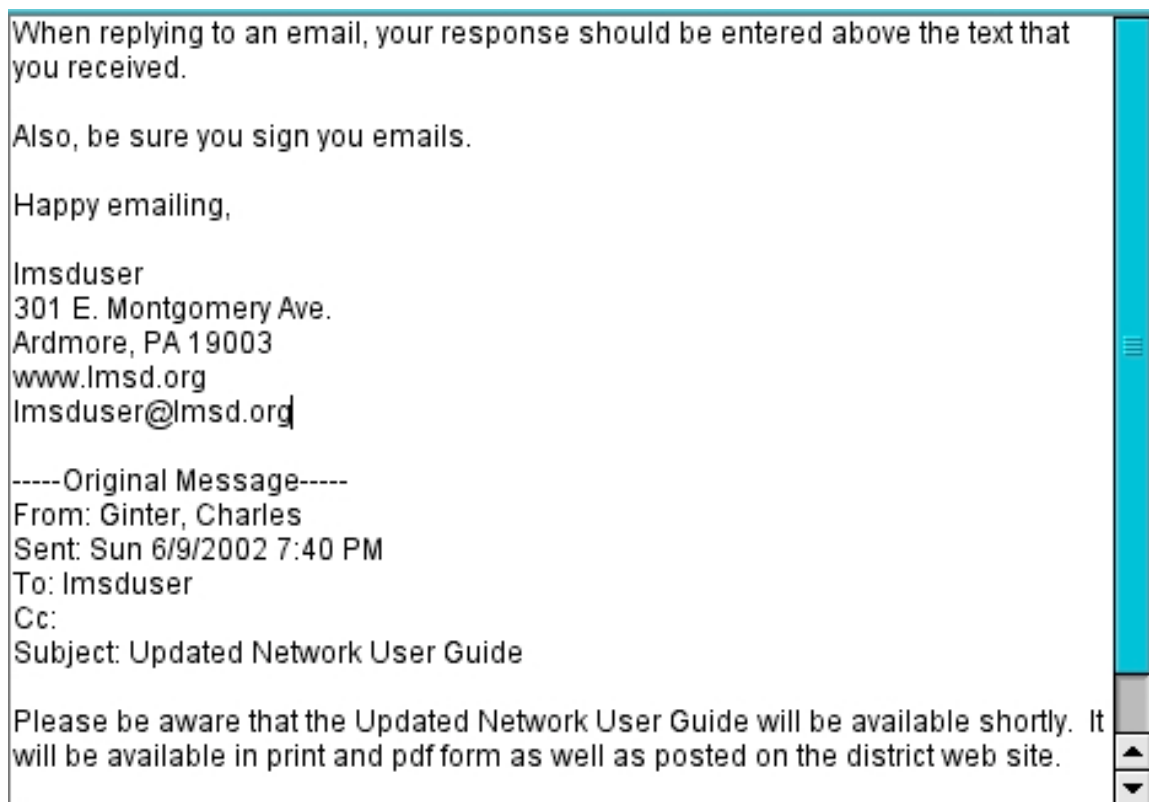 When replying to an email, your response should be entered above the text that
you received.
Also, be sure you sign you emails.
Happy emailing,
lmsduser
301 E. Montgomery Ave.
Ardmore, PA 19003
www.lmsd.org
lmsduser@lmsd.org
-----Original Message-----
From: Ginter, Charles
Sent: Sun 6/9/2002 7:40 PM
To: lmsduser
Cc:
Subject: Updated Network User Guide
Please be aware that the Updated Network User Guide will be available shortly.  It
will be available in print and pdf form as well as posted on the district web site.